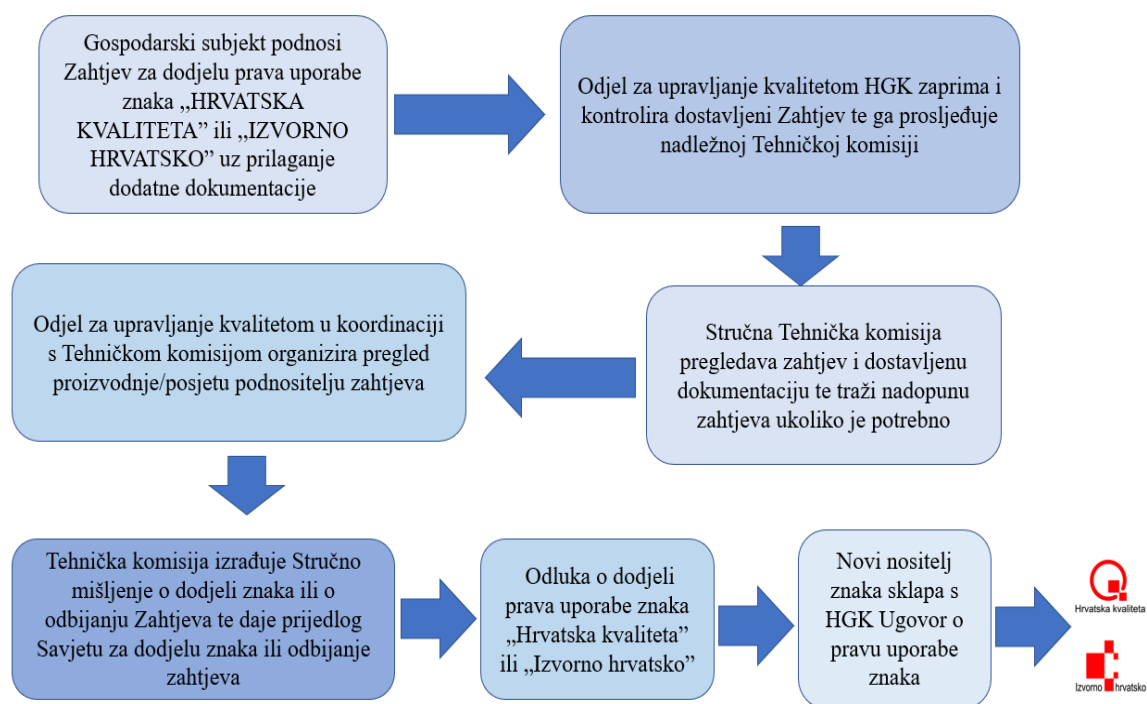 Gospodarski subjekt podnosi
Zahtjev za dodjelu prava uporabe
znaka „HRVATSKA
KVALITETA” ili „IZVORNO
HRVATSKO” uz prilaganje
dodatne dokumentacije
Odjel za upravljanje kvalitetom HGK zaprima i
kontrolira dostavljeni Zahtjev te ga prosljeđuje
nadležnoj Tehničkoj komisiji
Stručna Tehnička komisija
pregledava zahtjev i dostavljenu
dokumentaciju te traži nadopunu
zahtjeva ukoliko je potrebno
Odjel za upravljanje kvalitetom u koordinaciji
s Tehničkom komisijom organizira pregled
proizvodnje/posjetu podnositelju zahtjeva
Tehnička komisija izrađuje Stručno
mišljenje o dodjeli znaka ili o
odbijanju Zahtjeva te daje prijedlog
Savjetu za dodjelu znaka ili odbijanje
zahtjeva
Odluka o dodjeli
prava uporabe znaka
„Hrvatska kvaliteta”
ili „Izvorno hrvatsko”
Novi nositelj
znaka sklapa s
HGK Ugovor o
pravu uporabe
znaka
Hrvatska kvaliteta
Izvorno hrvatsko